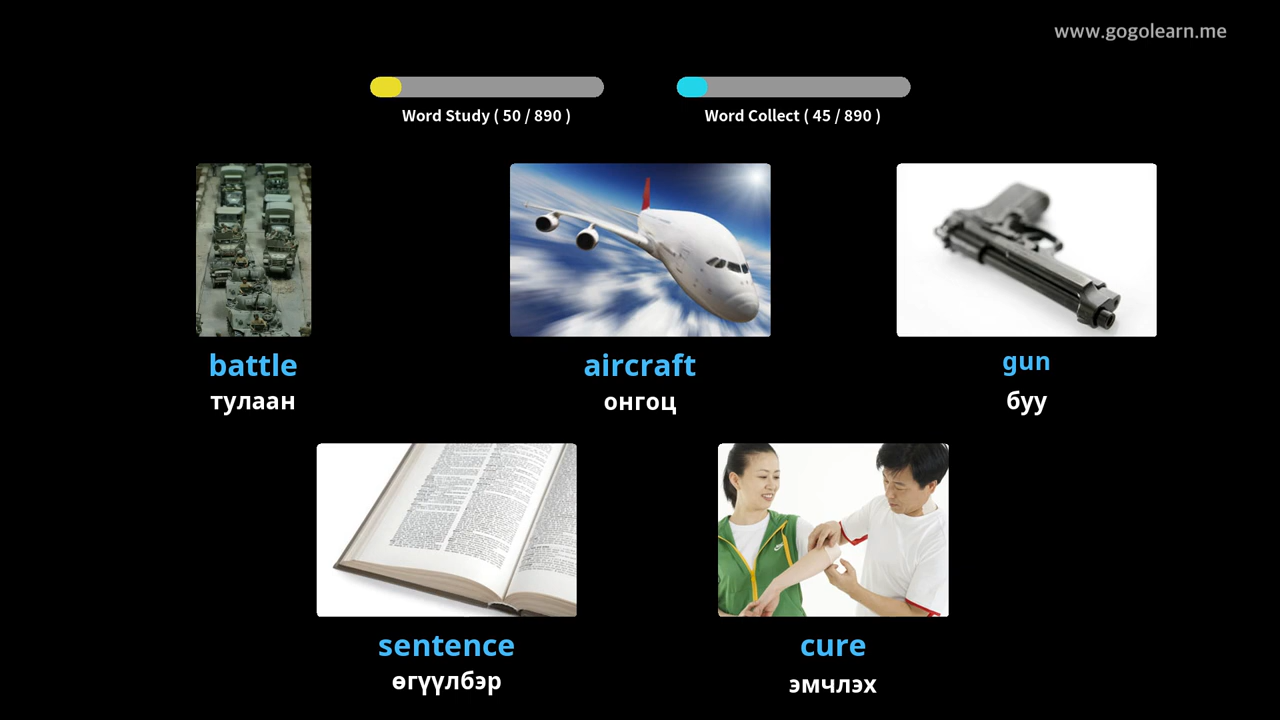 www.gogolearn.me
Word Study ( 50 / 890 )
Word Collect ( 45 / 890 )
battle
тулаан
aircraft
онгоц
gun
буу
sentence
өгүүлбэр
cure
эмчлэх